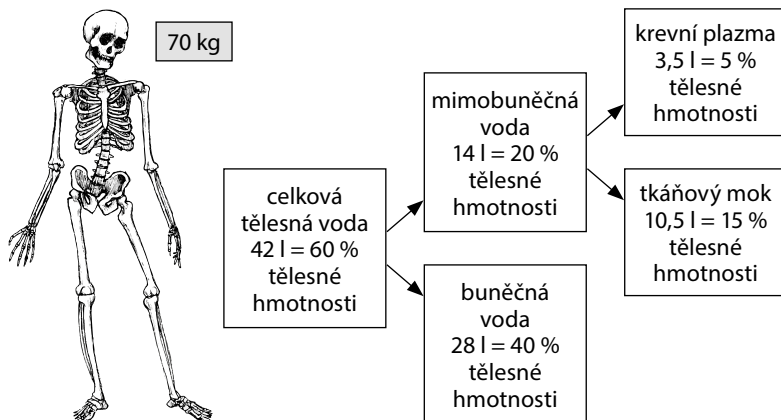 70 kg
celková
tělesná voda
42 l = 60 %
tělesné
hmotnosti
mimobuněčná
voda
14 l = 20 %
tělesné
hmotnosti
buněčná
voda
28 l = 40 %
tělesné
hmotnosti
krevní plazma
3,5 l = 5 %
tělesné
hmotnosti
tkáňový mok
10,5 l = 15 %
tělesné
hmotnosti